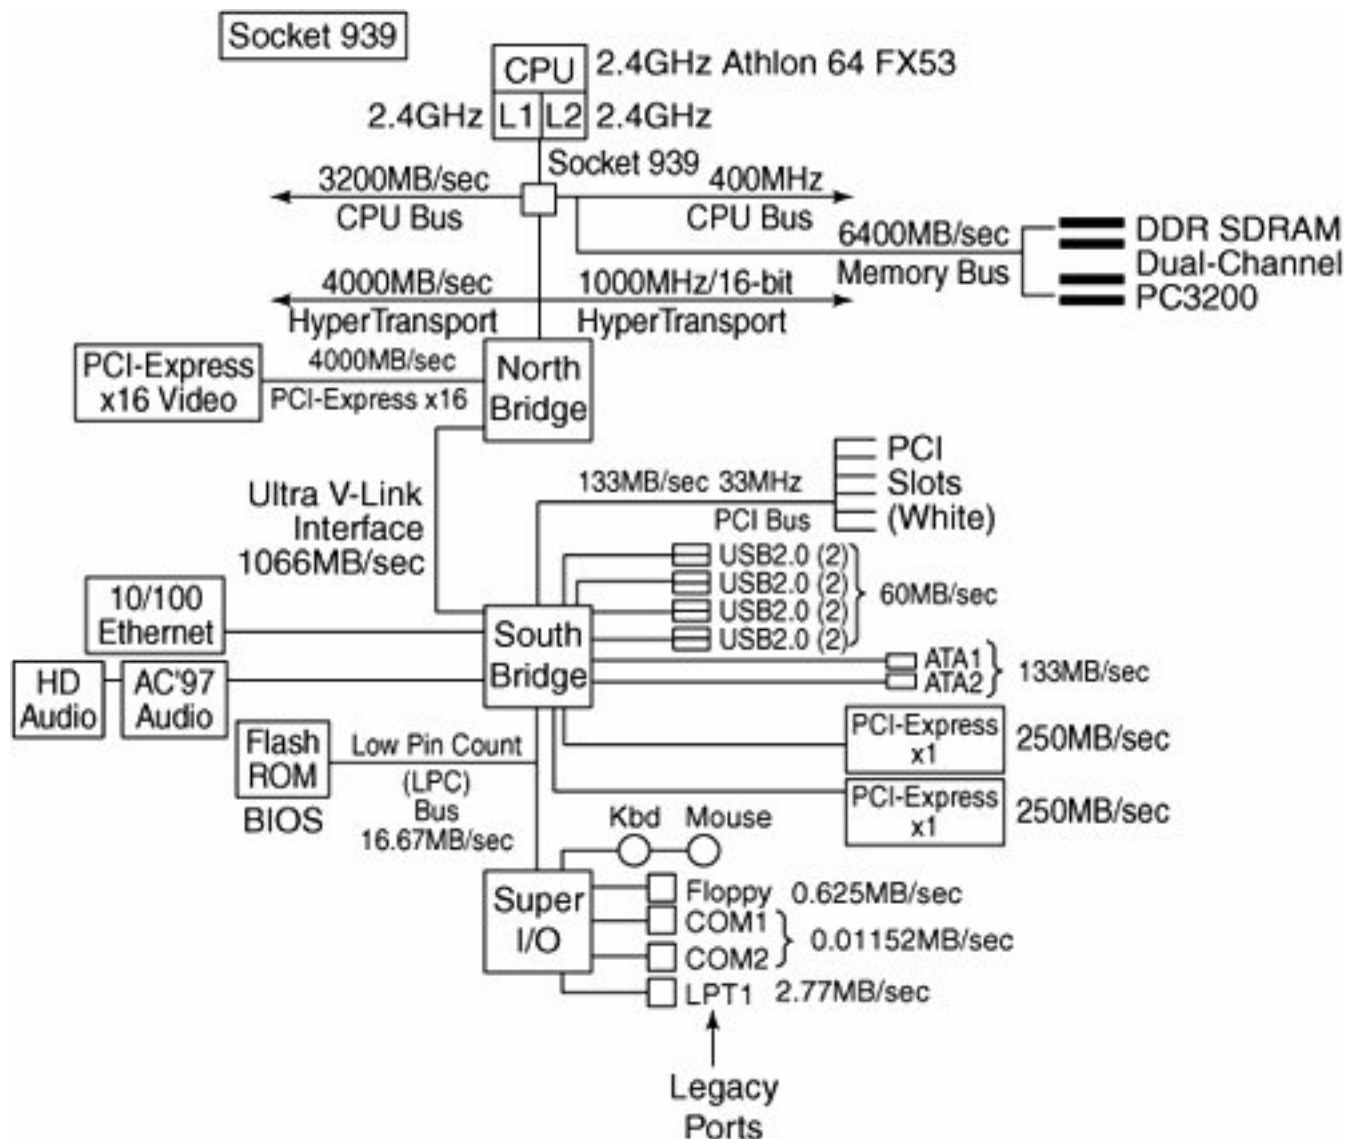 Socket 939
CPU
2.4GHz Athlon 64 FX53
2.4GHz
L1
L2
2.4GHz
Socket 939
3200MB/sec
CPU Bus
400MHz
CPU Bus
6400MB/sec
Memory Bus
DDR SDRAM
Dual-Channel
PC3200
4000MB/sec
HyperTransport
1000MHz/16-bit
HyperTransport
PCI-Express
x16 Video
4000MB/sec
PCI-Express x16
North
Bridge
Ultra V-Link
Interface
1066MB/sec
133MB/sec 33MHz
PCI Bus
PCI
Slots
(White)
USB2.0 (2)
USB2.0 (2)
USB2.0 (2)
USB2.0 (2)
60MB/sec
10/100
Ethernet
South
Bridge
ATA1
ATA2
133MB/sec
HD
Audio
AC'97
Audio
PCI-Express
x1
250MB/sec
PCI-Express
x1
250MB/sec
Flash
ROM
BIOS
Low Pin Count
(LPC)
Bus
16.67MB/sec
Kbd
Mouse
Super
I/O
Floppy
0.625MB/sec
COM1
COM2
0.01152MB/sec
LPT1
2.77MB/sec
Legacy
Ports